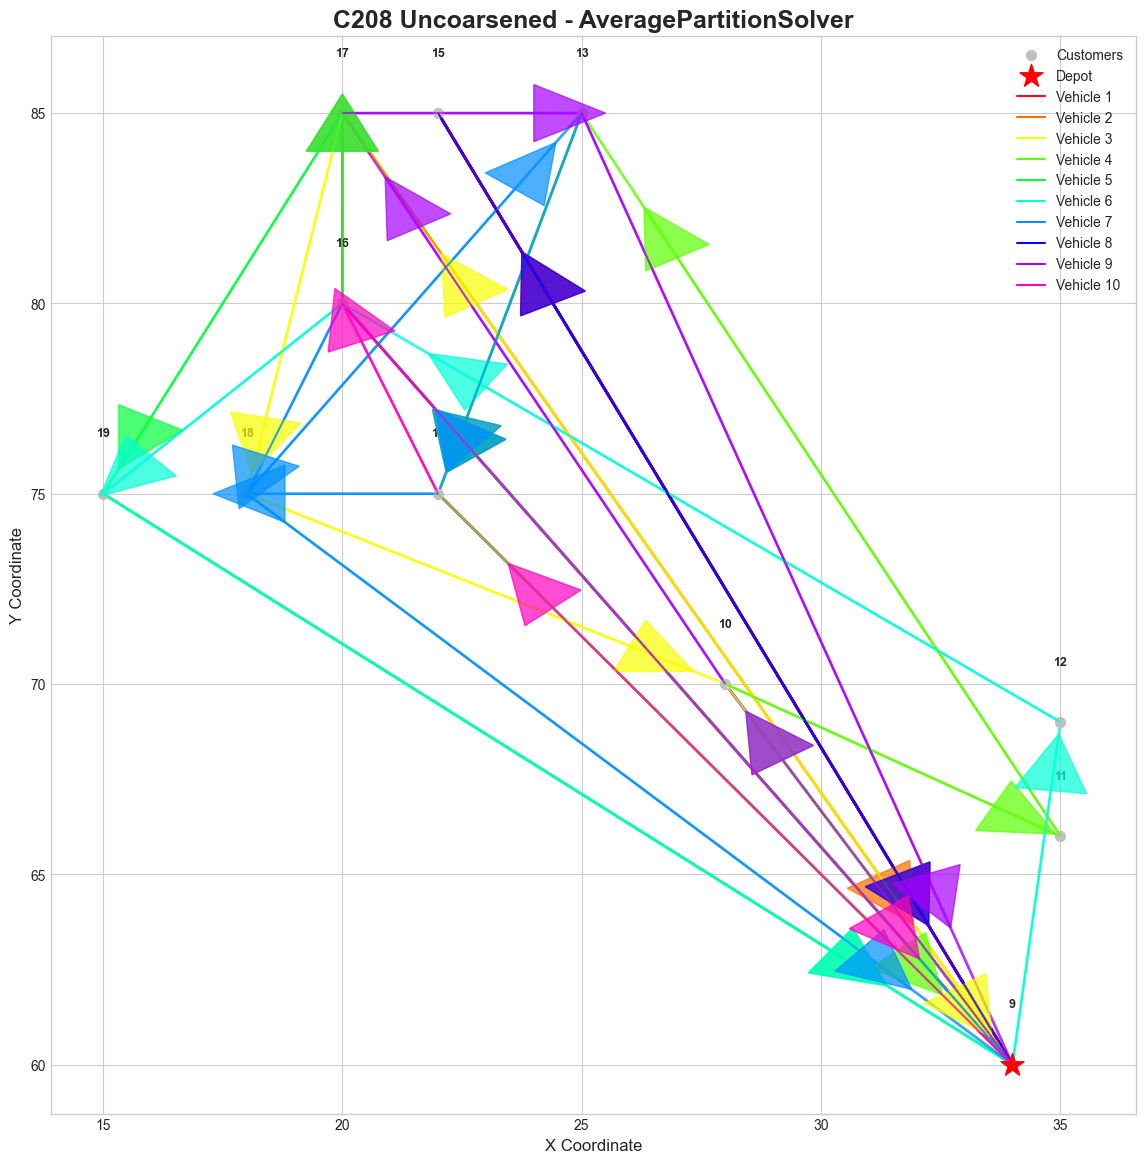 C208 Uncoarsened - AveragePartitionSolver
17
15
13
Customers
Depot
Vehicle 1
Vehicle 2
Vehicle 3
Vehicle 4
Vehicle 5
Vehicle 6
Vehicle 7
Vehicle 8
Vehicle 9
Vehicle 10
16
19
18
10
12
11
9
85
80
75
70
65
60
Y Coordinate
15
20
25
30
35
X Coordinate